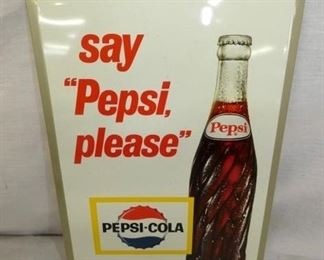 say
"Pepsi,
please"
Pepsi
PEPSI-COLA